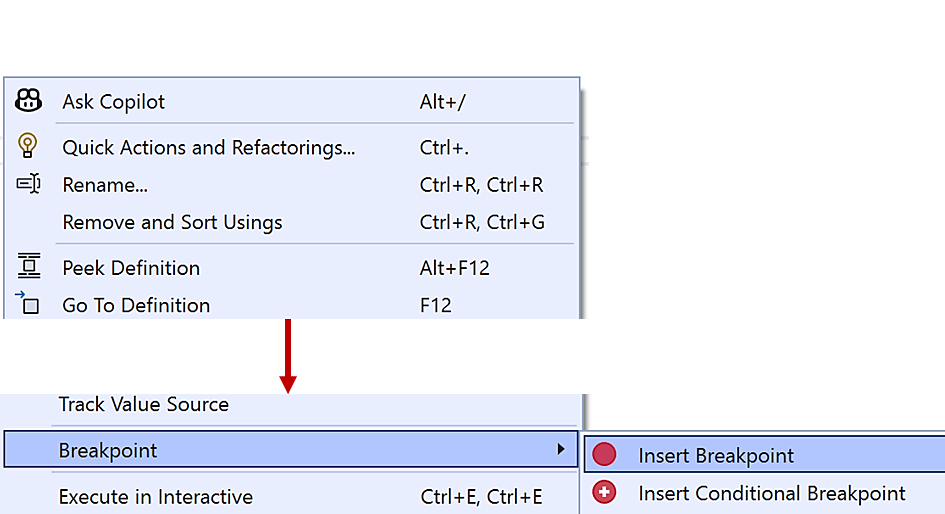 Ask Copilot Alt+/
Quick Actions and Refactorings... Ctrl+.
Rename... Ctrl+R, Ctrl+R
Remove and Sort Usings Ctrl+R, Ctrl+G
Peek Definition Alt+F12
Go To Definition F12
Track Value Source
Breakpoint
Insert Breakpoint
Insert Conditional Breakpoint
Execute in Interactive Ctrl+E, Ctrl+E